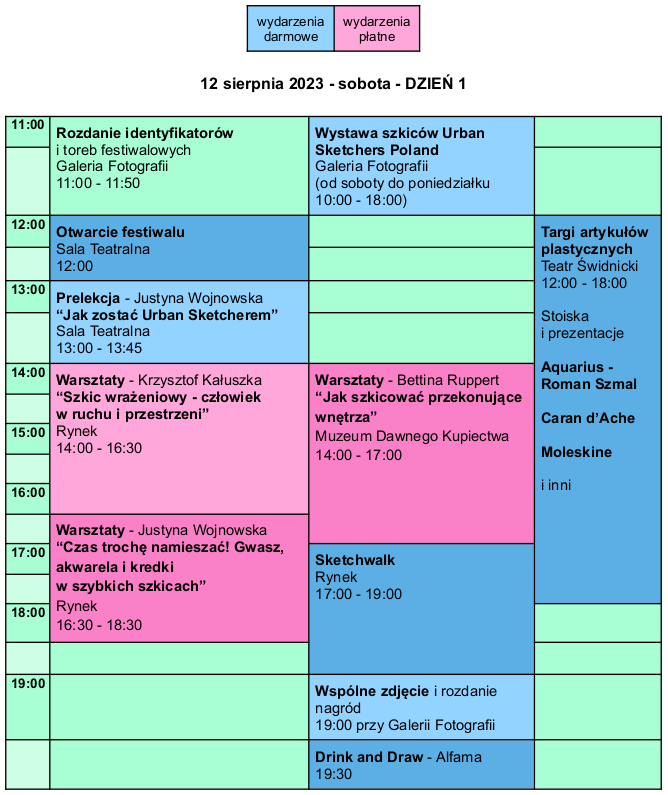 wydarzenia
darmowe
wydarzenia
płatne
12 sierpnia 2023 - sobota - DZIEŃ 1
11:00
Rozdanie identyfikatorów
i toreb festiwalowych
Galeria Fotografii
11:00 - 11:50
Wystawa szkiców Urban
Sketchers Poland
Galeria Fotografii
(od soboty do poniedziałku
10:00 - 18:00)
12:00
Otwarcie festiwalu
Sala Teatralna
12:00
Targi artykułów
plastycznych
Teatr Świdnicki
12:00 - 18:00
Stoiska
i prezentacje
Aquarius -
Roman Szmal
Caran d’Ache
Moleskine
i inni
13:00
Prelekcja - Justyna Wojnowska
“Jak zostać Urban Sketcherem”
Sala Teatralna
13:00 - 13:45
14:00
Warsztaty - Krzysztof Kałuszka
“Szkic wrażeniowy - człowiek
w ruchu i przestrzeni”
Rynek
14:00 - 16:30
Warsztaty - Bettina Ruppert
“Jak szkicować przekonujące
wnętrza”
Muzeum Dawnego Kupiectwa
14:00 - 17:00
15:00
16:00
Warsztaty - Justyna Wojnowska
“Czas trochę namieszać! Gwasz,
akwarela i kredki
w szybkich szkicach”
Rynek
16:30 - 18:30
17:00
Sketchwalk
Rynek
17:00 - 19:00
18:00
19:00
Wspólne zdjęcie i rozdanie
nagród
19:00 przy Galerii Fotografii
Drink and Draw - Alfama
19:30